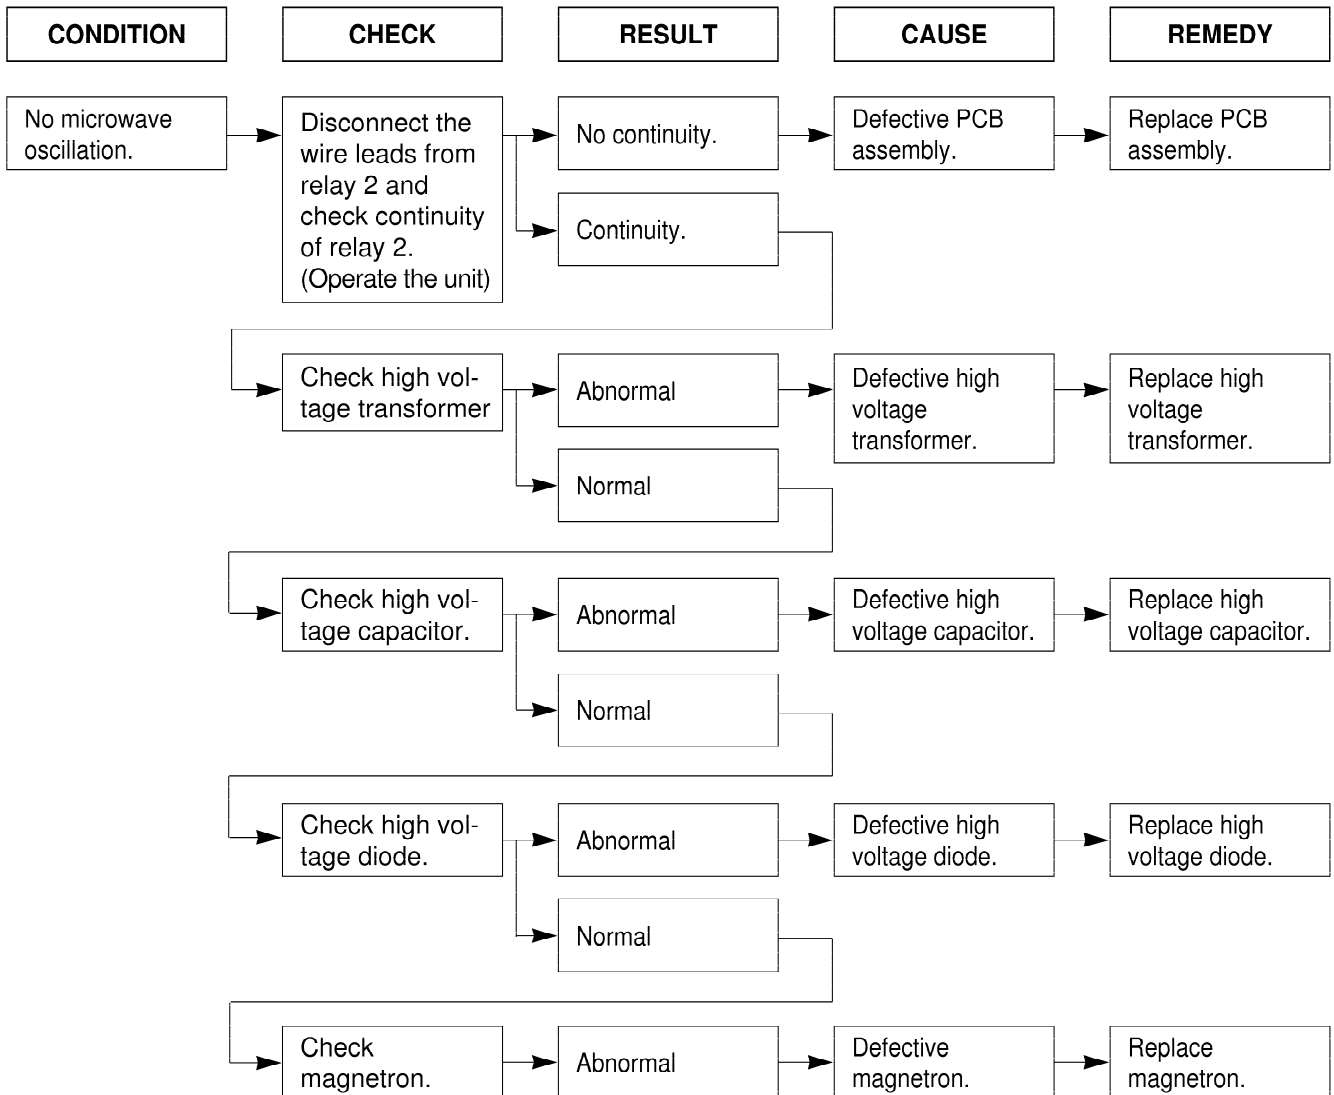 CONDITION
CHECK
RESULT
CAUSE
REMEDY
No microwave
oscillation.
Disconnect the
wire leads from
relay 2 and
check continuity
of relay 2.
(Operate the unit)
No continuity.
Defective PCB
assembly.
Replace PCB
assembly.
Continuity.
Check high vol-
tage transformer
Abnormal
Defective high
voltage
transformer.
Replace high
voltage
transformer.
Normal
Check high vol-
tage capacitor.
Abnormal
Defective high
voltage capacitor.
Replace high
voltage capacitor.
Normal
Check high vol-
tage diode.
Abnormal
Defective high
voltage diode.
Replace high
voltage diode.
Normal
Check
magnetron.
Abnormal
Defective
magnetron.
Replace
magnetron.